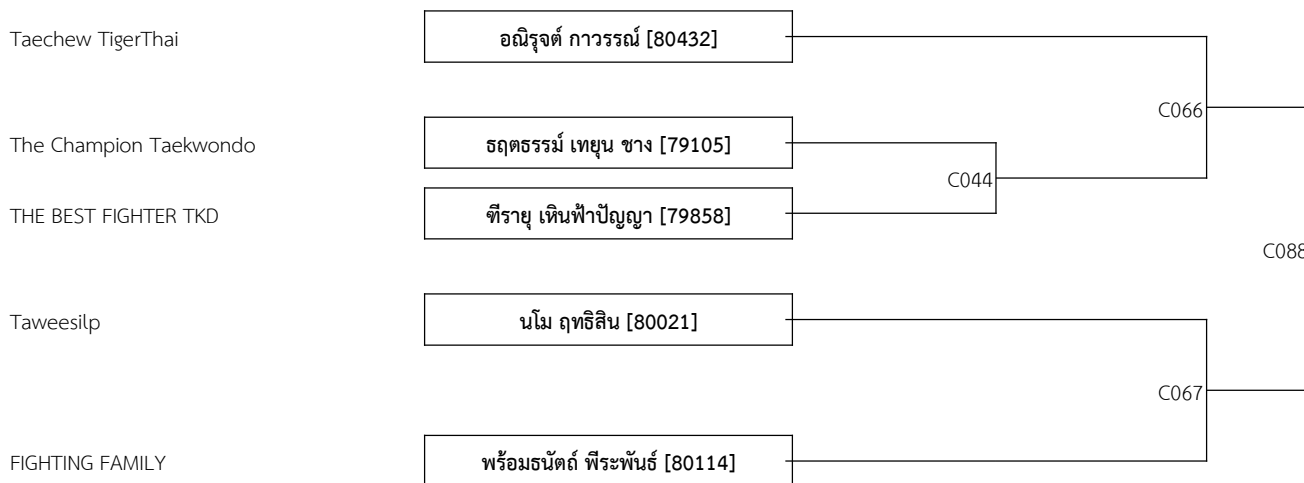 Taechew TigerThai
อณิรุจต์ กาวรรณ์ [80432]
C066
The Champion Taekwondo
ธฤตธรรม์ เทยุน ชาง [79105]
C044
THE BEST FIGHTER TKD
ฑีรายุ เหินฟ้าปัญญา [79858]
C088
Taweesilp
นโม ฤทธิสิน [80021]
C067
FIGHTING FAMILY
พร้อมธนัตถ์ พีระพันธ์ [80114]